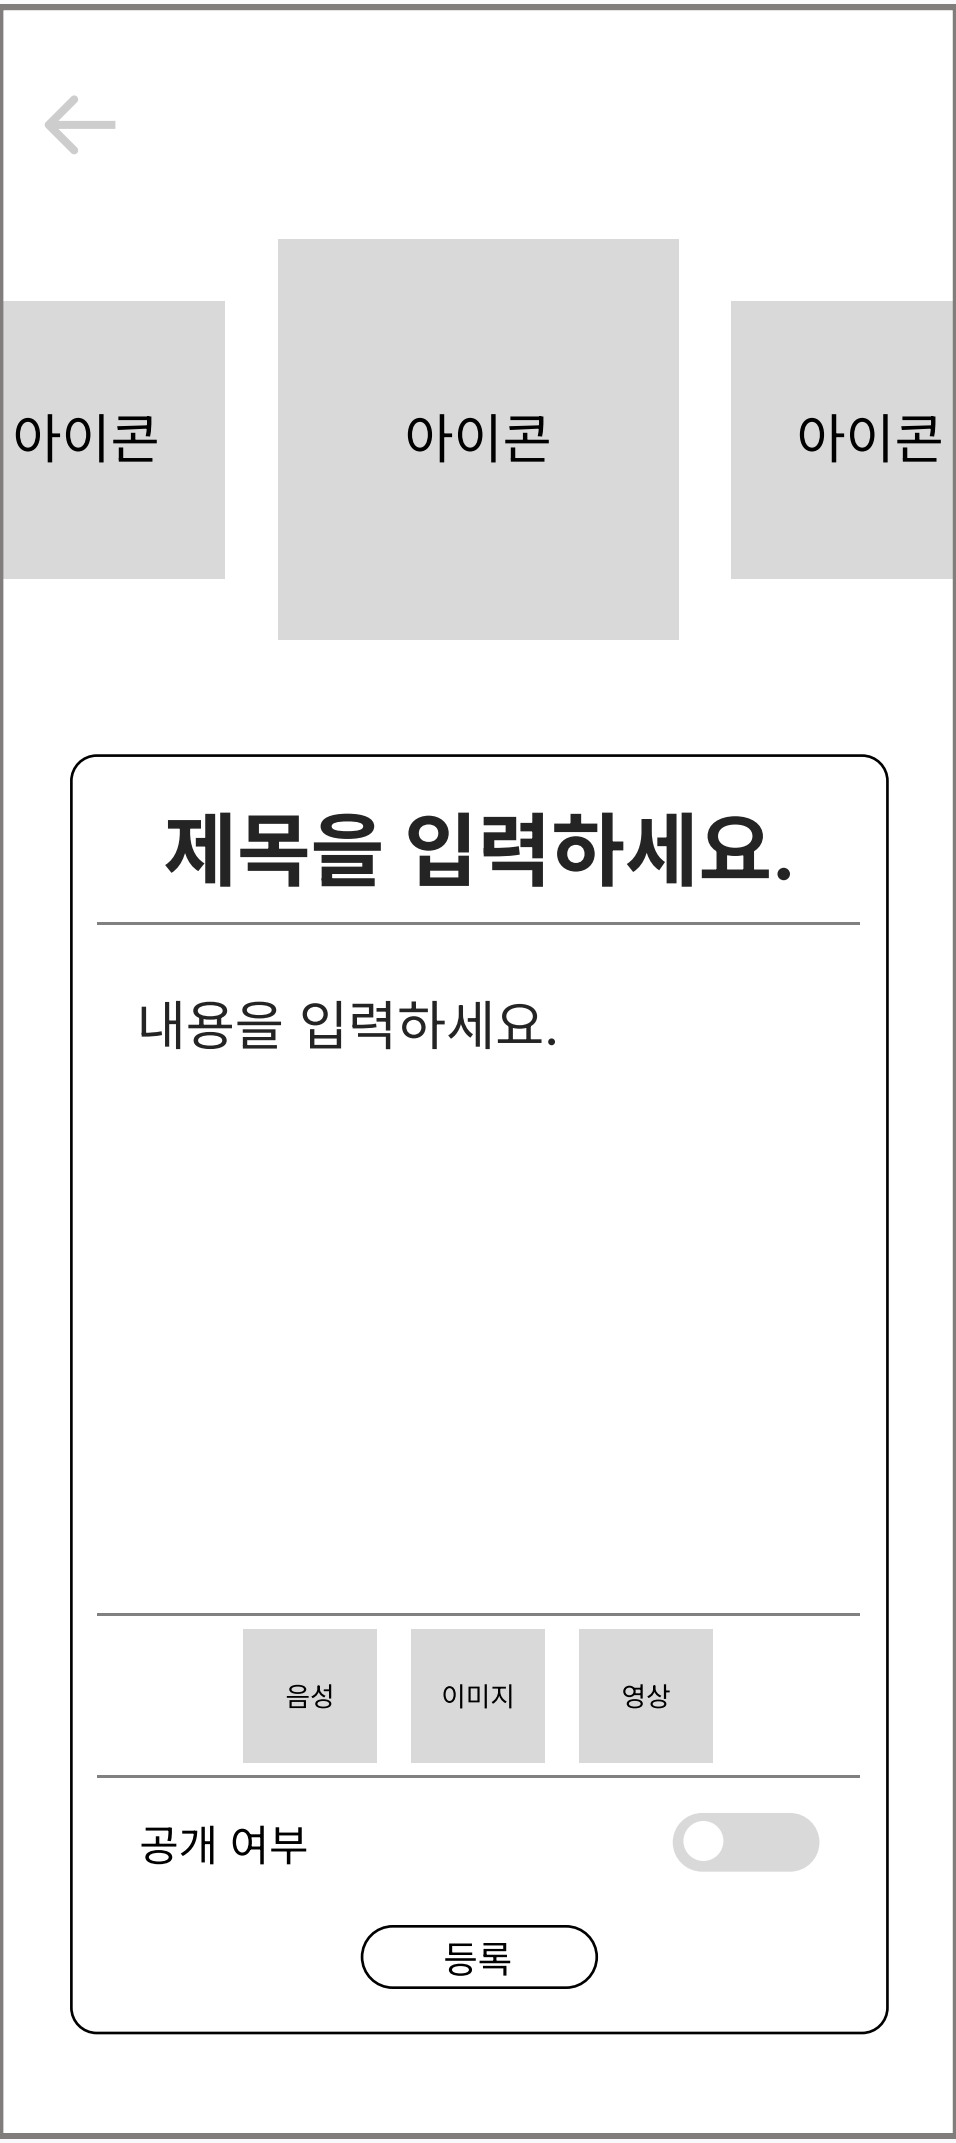 아이콘
아이콘
아이콘
제목을 입력하세요.
내용을 입력하세요.
음성
이미지
영상
공개 여부
등록